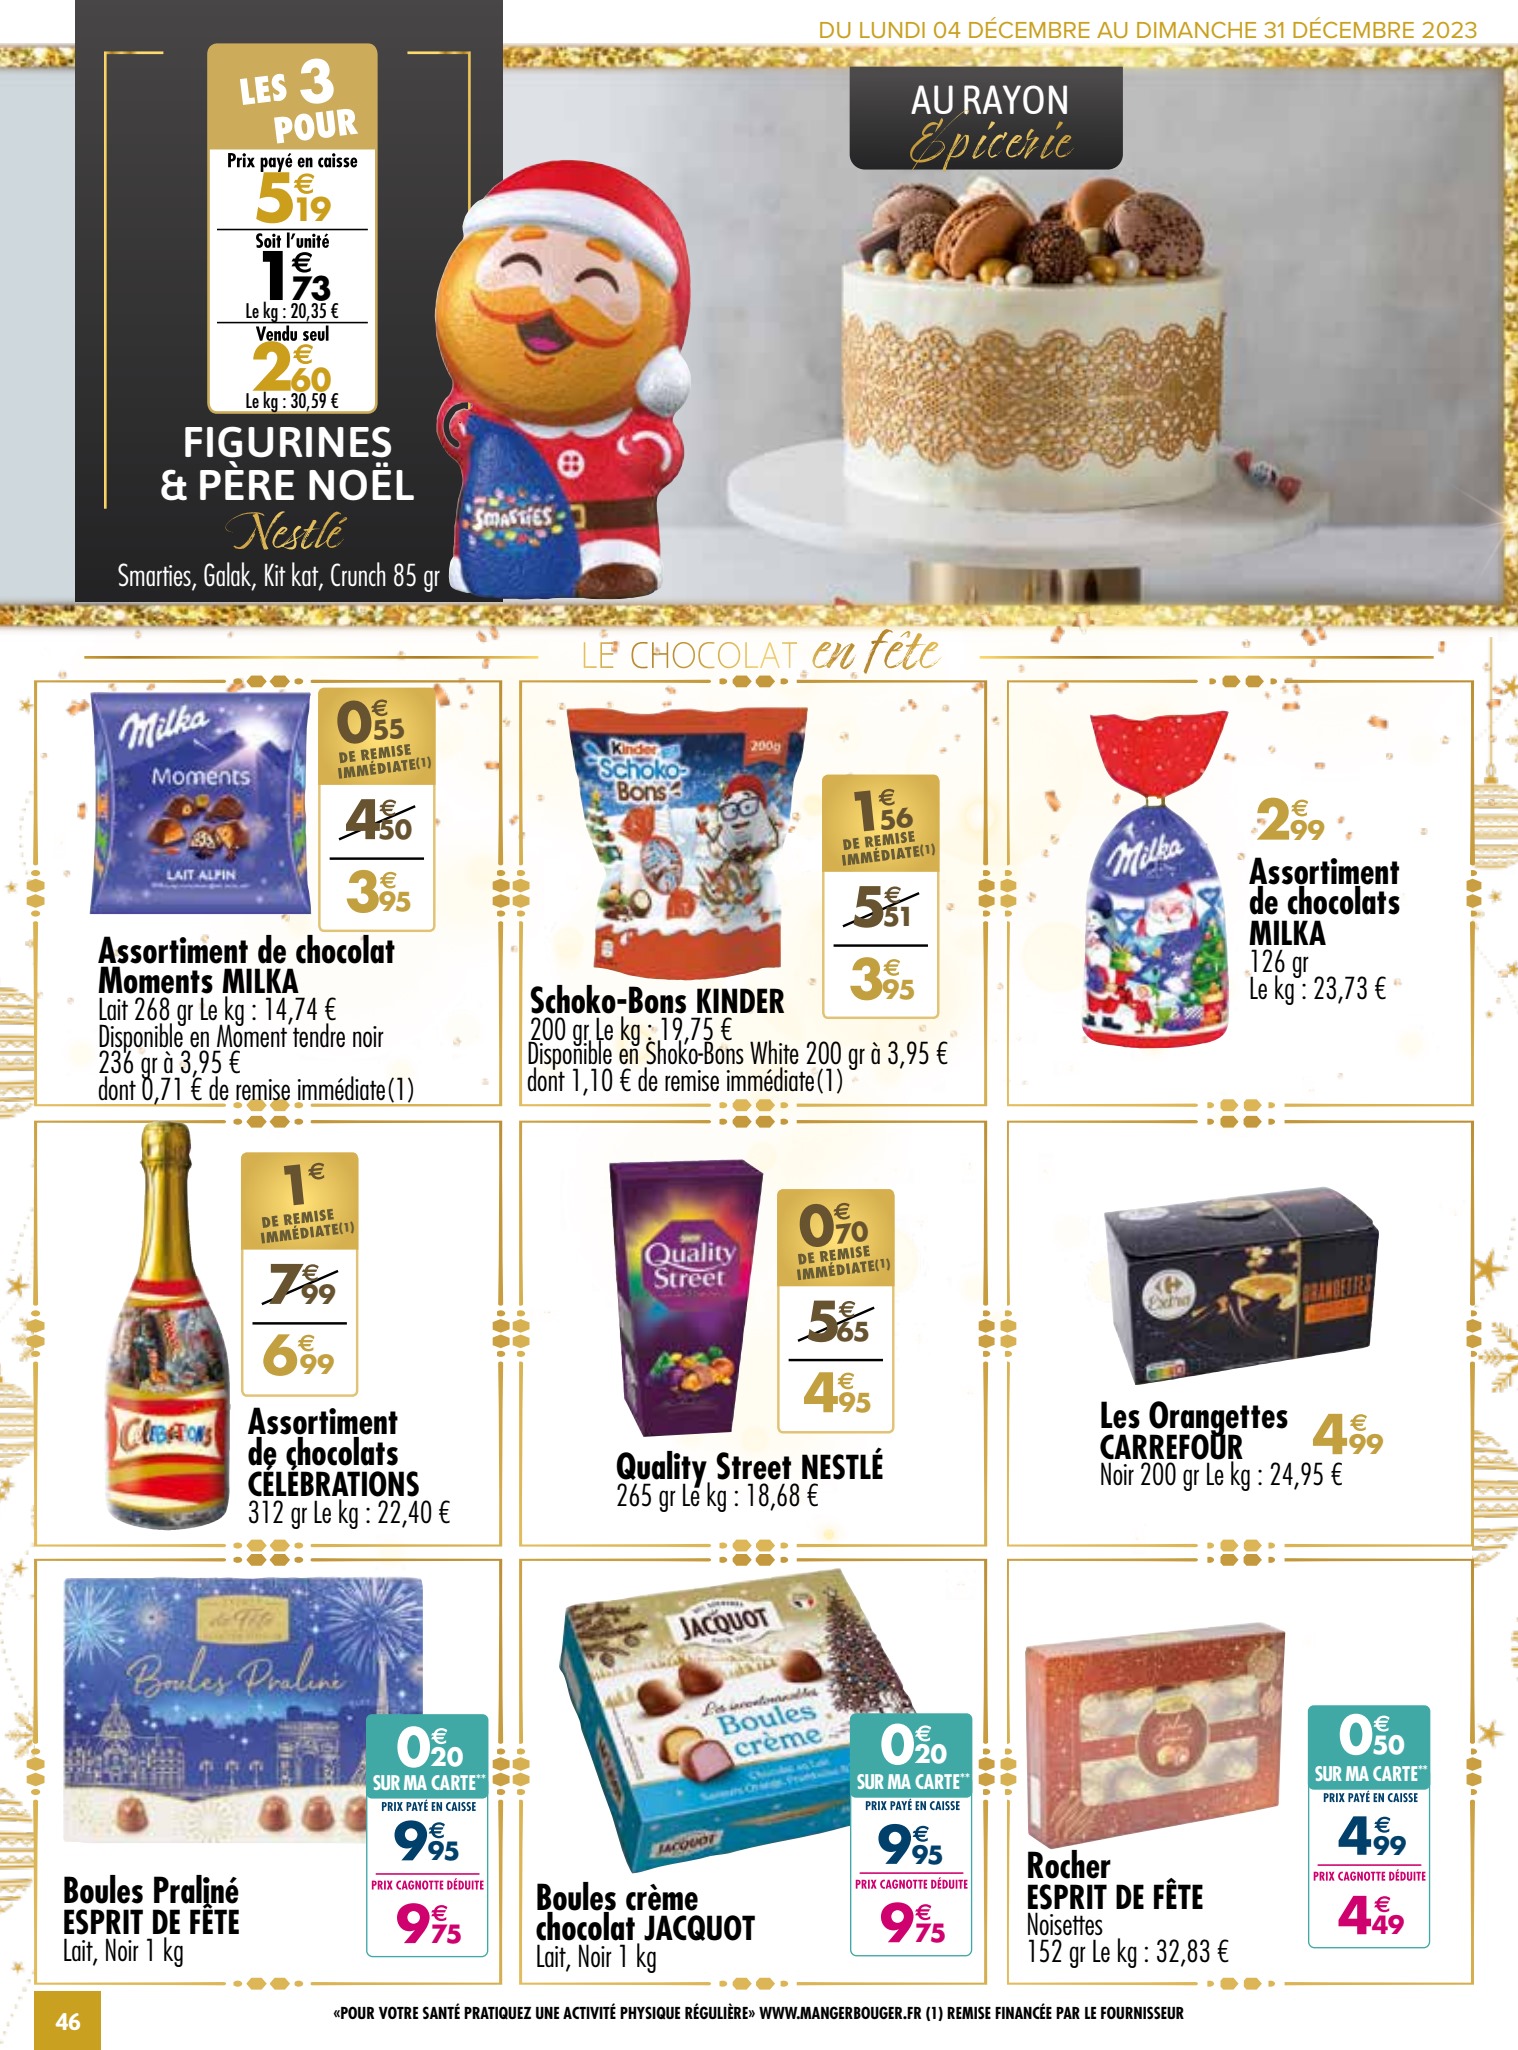 DU LUNDI 04 DÉCEMBRE AU DIMANCHE 31 DÉCEMBRE 2023
LES 3
POUR
Prix payé en caisse
5€19
Soit l'unité
1€73
Le kg : 20,35 €
Vendu seul
2€60
Le kg : 30,59 €
FIGURINES
& PÈRE NOËL
Nestlé
Smarties, Galak, Kit kat, Crunch 85 gr
SMARTIES
AU RAYON
Epicerie
LE CHOCOLAT en fête
Milka
Moments
LAIT ALPIN
0€55
DE REMISE
IMMÉDIATE(1)
4€50
3€95
Assortiment de chocolat
Moments MILKA
Lait 268 gr Le kg : 14,74 €
Disponible en Moment tendre noir
236 gr à 3,95 €
dont 0,71 € de remise immédiate(1)
Kinder
Schoko-
Bons
200g
1€56
DE REMISE
IMMÉDIATE(1)
5€51
3€95
Schoko-Bons KINDER
200 gr Le kg : 19,75 €
Disponible en Shoko-Bons White 200 gr à 3,95 €
dont 1,10 € de remise immédiate(1)
Milka
2€99
Assortiment
de chocolats
MILKA
126 gr
Le kg : 23,73 €
CELEBRATIONS
1€
DE REMISE
IMMÉDIATE(1)
7€99
6€99
Assortiment
de chocolats
CÉLÉBRATIONS
312 gr Le kg : 22,40 €
Quality
Street
0€70
DE REMISE
IMMÉDIATE(1)
5€65
4€95
Quality Street NESTLÉ
265 gr Le kg : 18,68 €
Extra
ORANGETTES
Les Orangettes
CARREFOUR
4€99
Noir 200 gr Le kg : 24,95 €
de Fête
Boules Praliné
0€20
SUR MA CARTE**
PRIX PAYÉ EN CAISSE
9€95
PRIX CAGNOTTE DÉDUITE
9€75
Boules Praliné
ESPRIT DE FÊTE
Lait, Noir 1 kg
JACQUOT
Les incontournables
Boules
crème
JACQUOT
0€20
SUR MA CARTE**
PRIX PAYÉ EN CAISSE
9€95
PRIX CAGNOTTE DÉDUITE
9€75
Boules crème
chocolat JACQUOT
Lait, Noir 1 kg
0€50
SUR MA CARTE**
PRIX PAYÉ EN CAISSE
4€99
PRIX CAGNOTTE DÉDUITE
4€49
Rocher
ESPRIT DE FÊTE
Noisettes
152 gr Le kg : 32,83 €
46
«POUR VOTRE SANTÉ PRATIQUEZ UNE ACTIVITÉ PHYSIQUE RÉGULIÈRE» WWW.MANGERBOUGER.FR (1) REMISE FINANCÉE PAR LE FOURNISSEUR